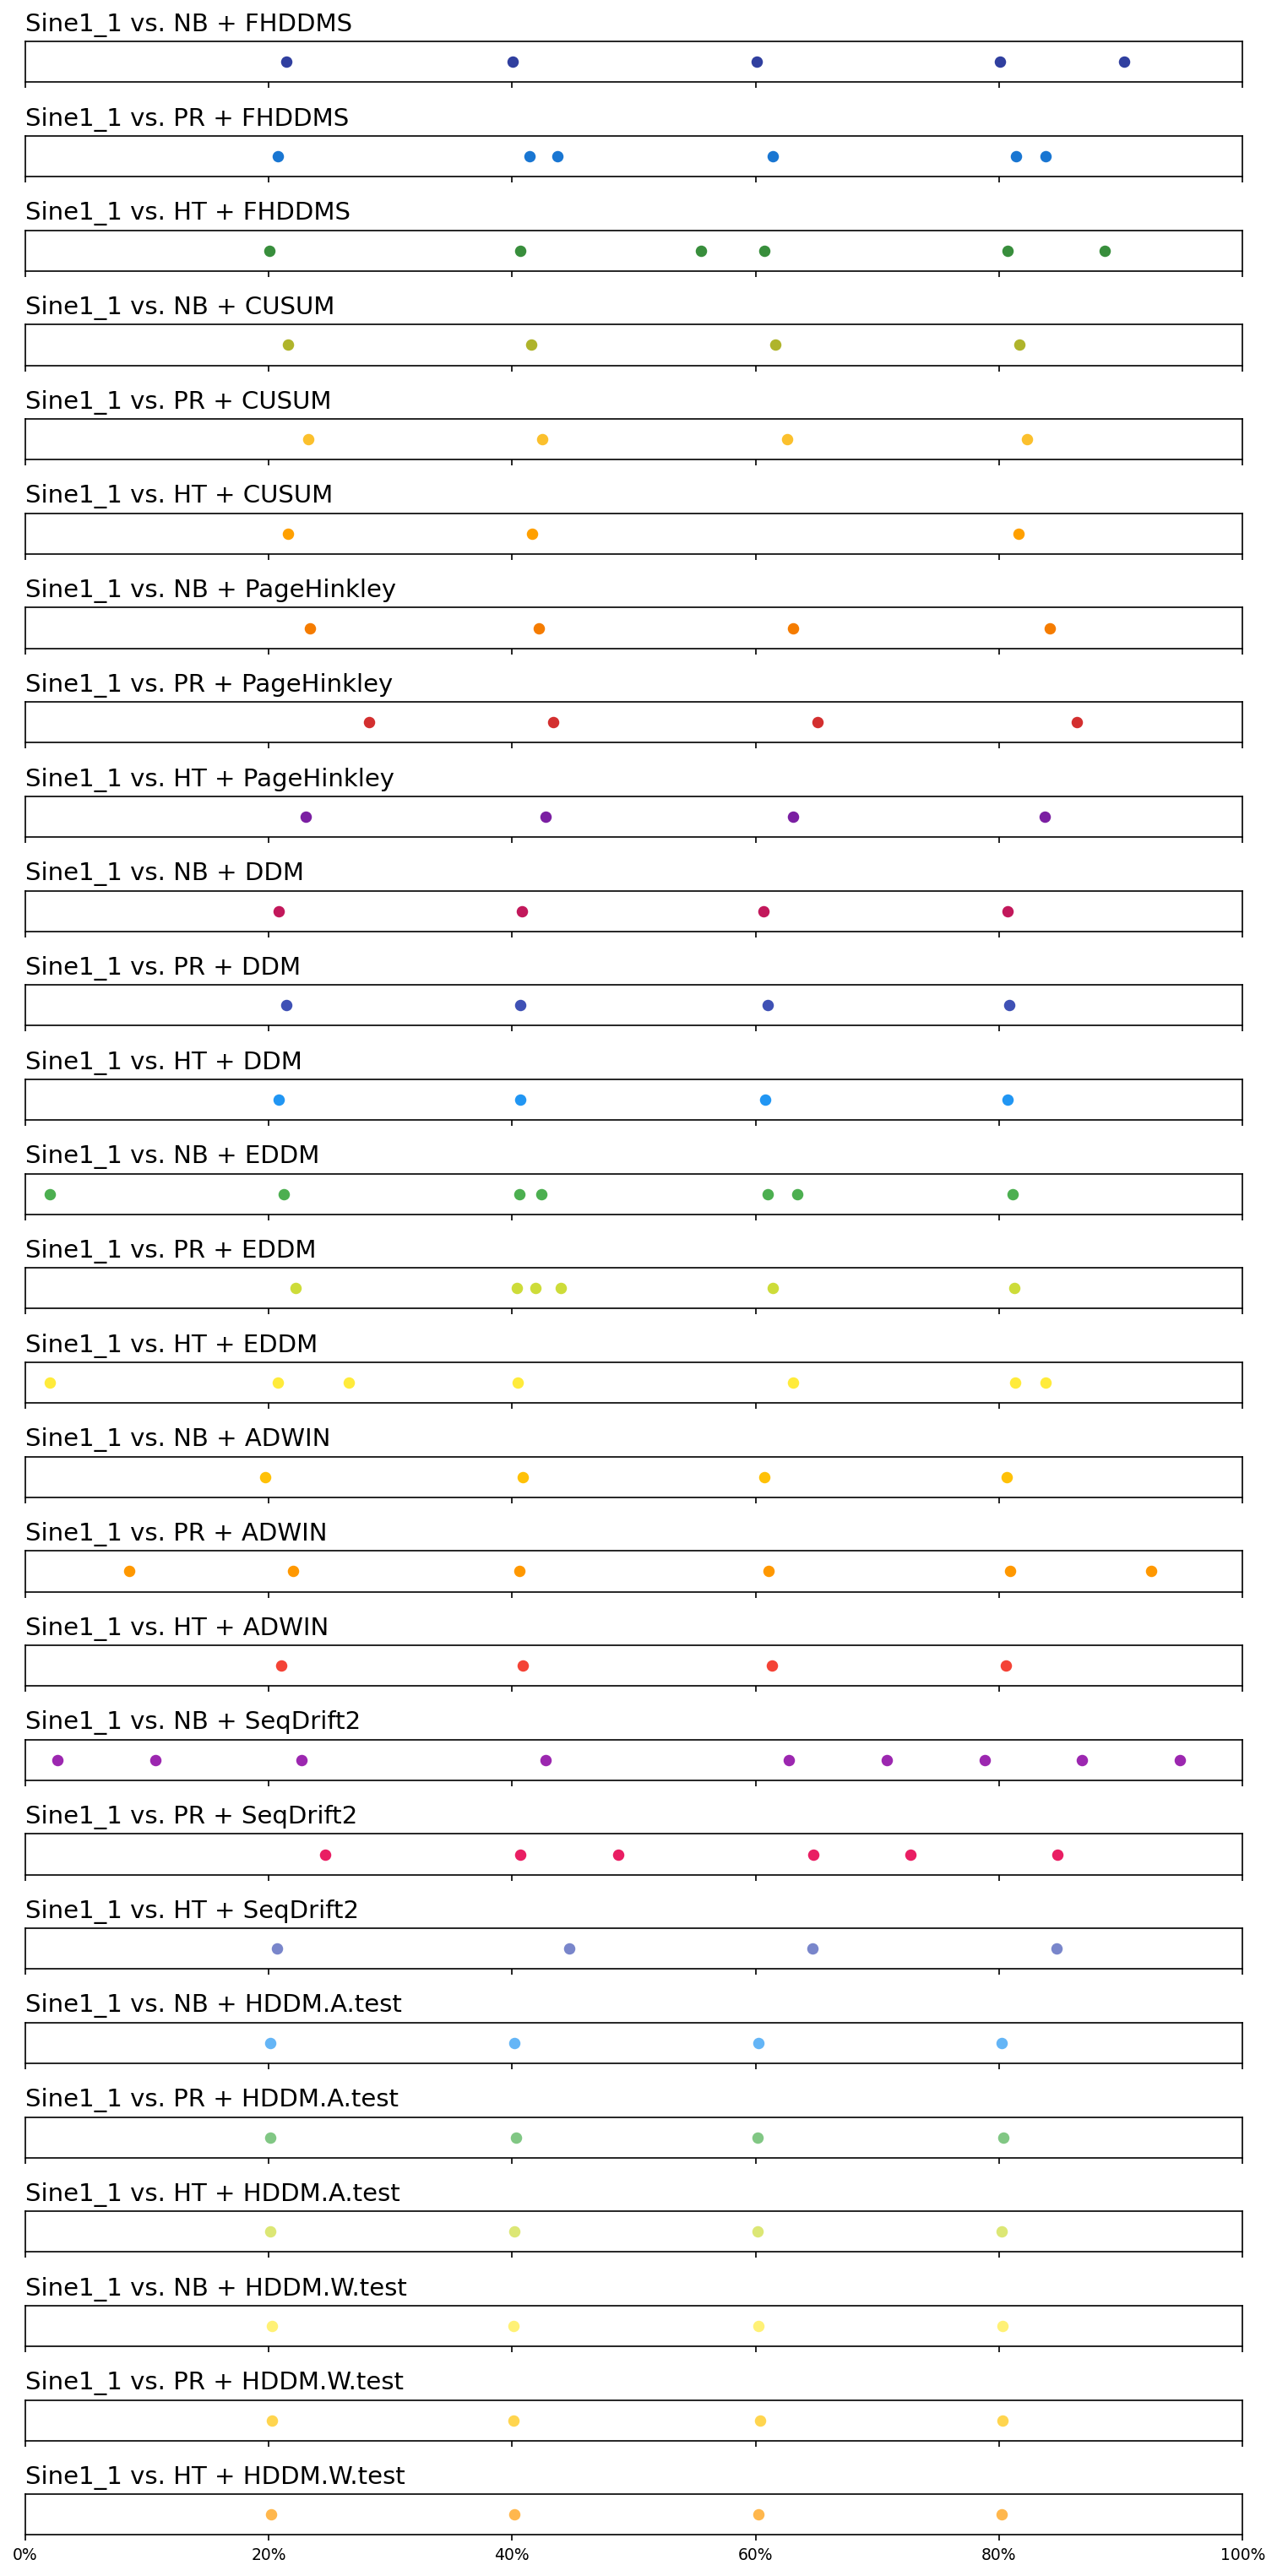 Sine1_1 vs. NB + FHDDMS
Sine1_1 vs. PR + FHDDMS
Sine1_1 vs. HT + FHDDMS
Sine1_1 vs. NB + CUSUM
Sine1_1 vs. PR + CUSUM
Sine1_1 vs. HT + CUSUM
Sine1_1 vs. NB + PageHinkley
Sine1_1 vs. PR + PageHinkley
Sine1_1 vs. HT + PageHinkley
Sine1_1 vs. NB + DDM
Sine1_1 vs. PR + DDM
Sine1_1 vs. HT + DDM
Sine1_1 vs. NB + EDDM
Sine1_1 vs. PR + EDDM
Sine1_1 vs. HT + EDDM
Sine1_1 vs. NB + ADWIN
Sine1_1 vs. PR + ADWIN
Sine1_1 vs. HT + ADWIN
Sine1_1 vs. NB + SeqDrift2
Sine1_1 vs. PR + SeqDrift2
Sine1_1 vs. HT + SeqDrift2
Sine1_1 vs. NB + HDDM.A.test
Sine1_1 vs. PR + HDDM.A.test
Sine1_1 vs. HT + HDDM.A.test
Sine1_1 vs. NB + HDDM.W.test
Sine1_1 vs. PR + HDDM.W.test
Sine1_1 vs. HT + HDDM.W.test
0% 20% 40% 60% 80% 100%